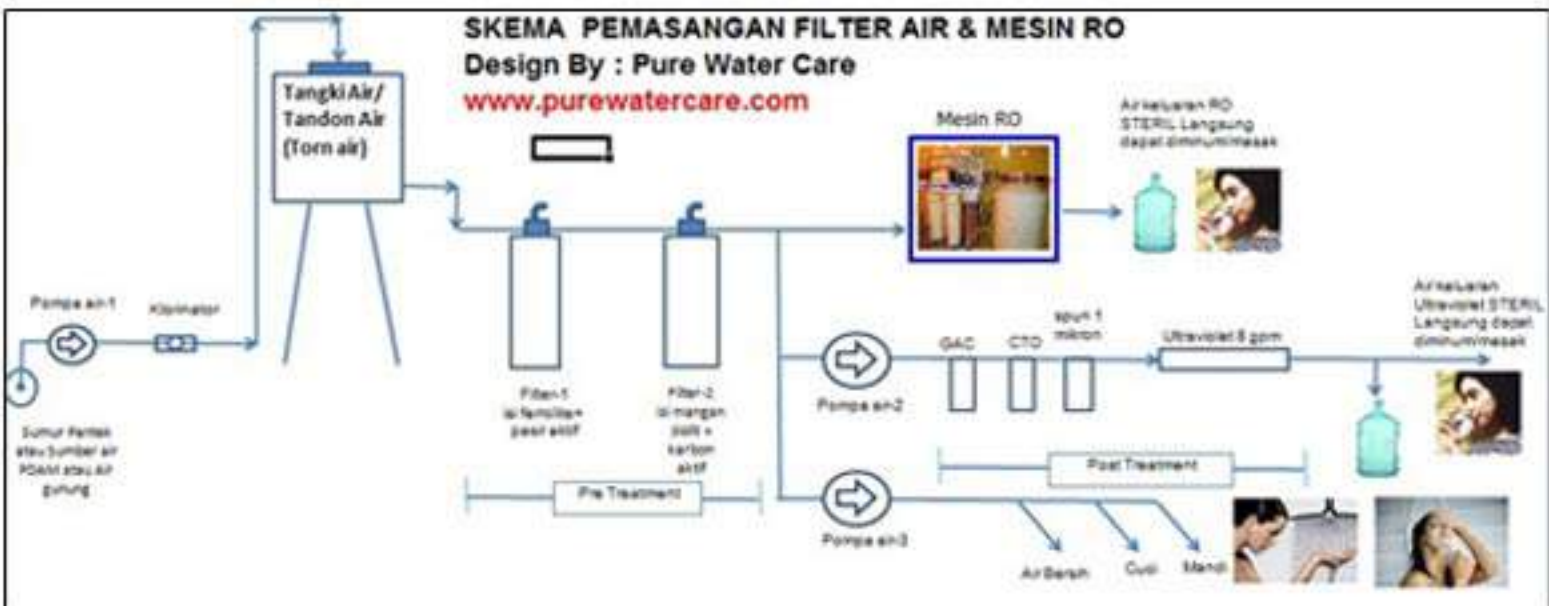 SKEMA PEMASANGAN FILTER AIR & MESIN RO
Design By : Pure Water Care
www.purewatercare.com
Tangki Air/
Tandon Air
(Torn air)
Mesin RO
Air keluaran RO
STERIL Langsung
dapat diminum/masak
Pompa air-1
Klorinator
Sumur Pantek
atau Sumber air
PDAM atau Air
gunung
Filter-1
isi ferrolite+
pasir aktif
Filter-2
isi mangan
+
karbon
aktif
Pre Treatment
Pompa air-2
GAC
CTO
spun 1
mikron
Ultraviolet gpm
Air keluaran
Ultraviolet STERIL
Langsung dapat
diminum/masak
Post Treatment
Pompa air-3
Air Bersih
Cuci
Mandi